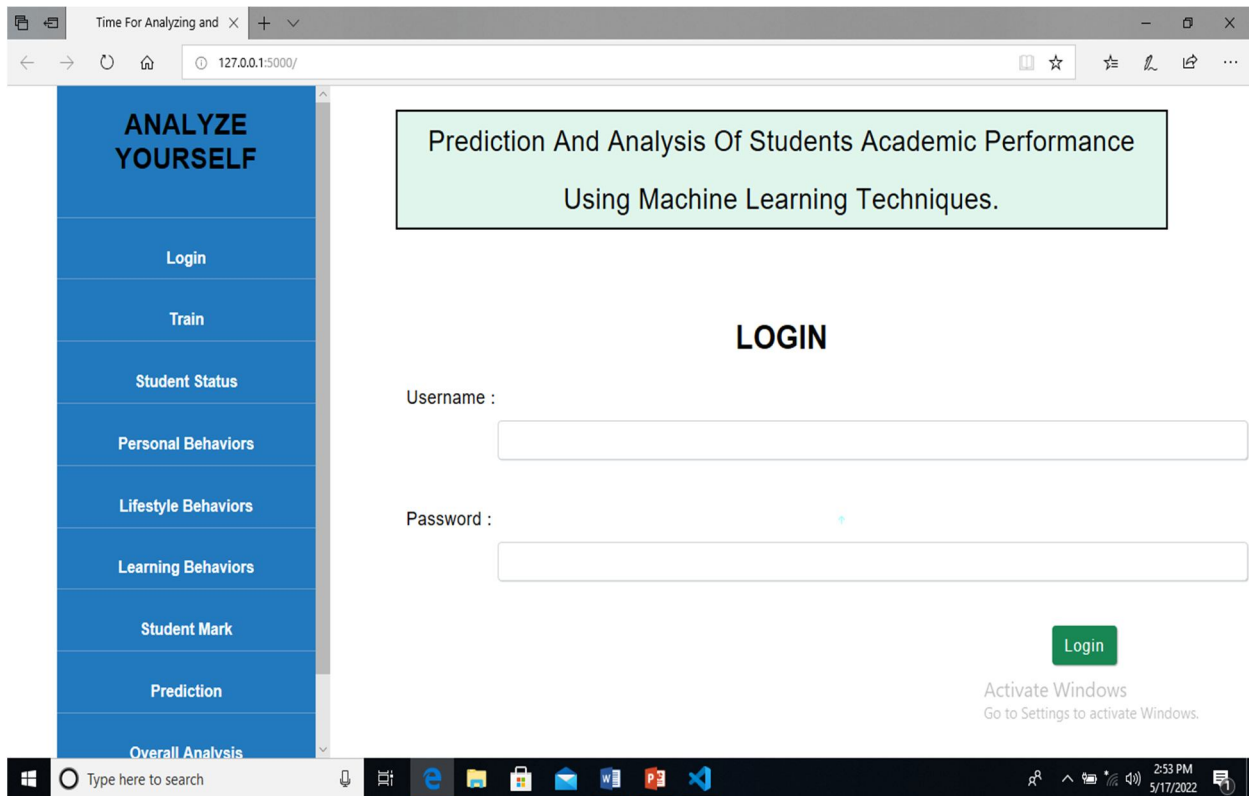 Time For Analyzing and
127.0.0.1:5000/
ANALYZE
YOURSELF
Login
Train
Student Status
Personal Behaviors
Lifestyle Behaviors
Learning Behaviors
Student Mark
Prediction
Overall Analysis
Prediction And Analysis Of Students Academic Performance
Using Machine Learning Techniques.
LOGIN
Username :
Password :
Login
Activate Windows
Go to Settings to activate Windows.
Type here to search
2:53 PM
5/17/2022
1